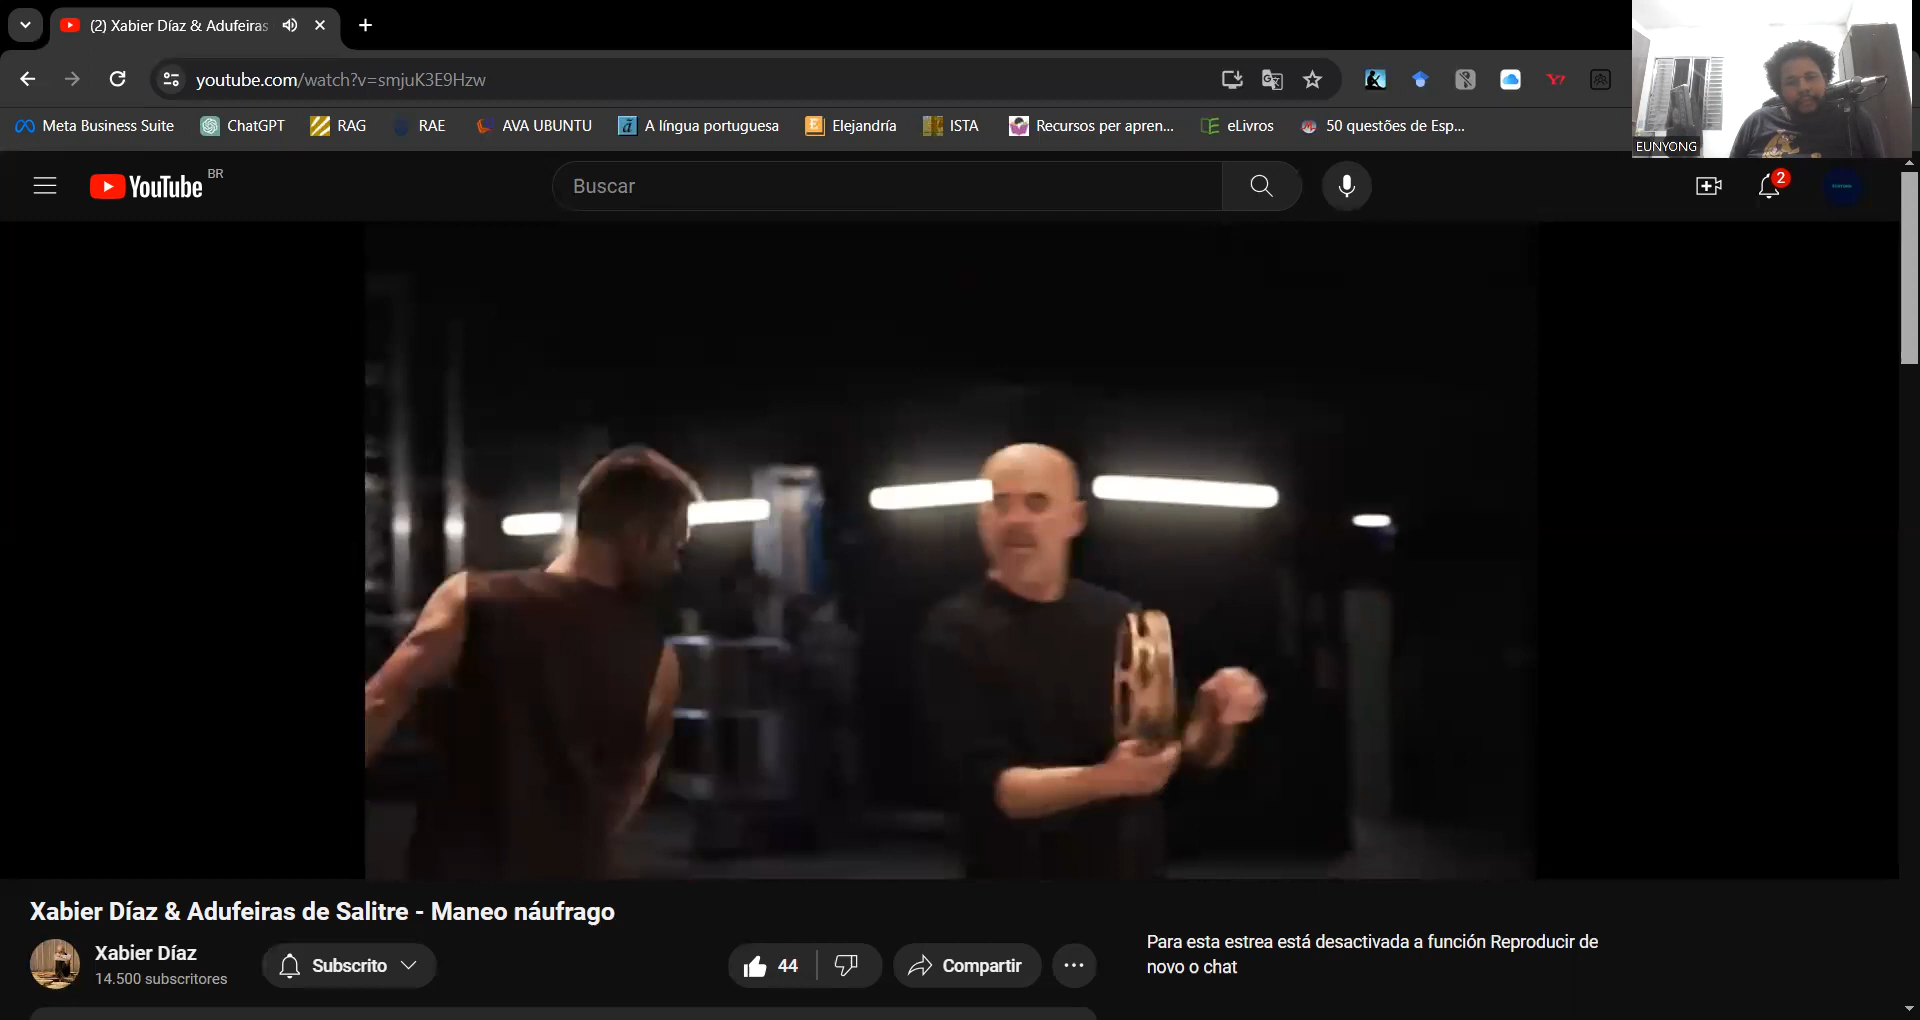 (2) Xabier Díaz & Adufeiras
youtube.com/watch?v=smjuK3E9Hzw
Meta Business Suite ChatGPT RAG RAE AVA UBUNTU A língua portuguesa Elejandría ISTA Recursos per apren... eLivros 50 questões de Esp...
EUNYONG
YouTube BR
Buscar
2
Xabier Díaz & Adufeiras de Salitre - Maneo náufrago
Xabier Díaz
14.500 subscritores
Subscrito
44
Compartir
Para esta estrea está desactivada a función Reproducir de
novo o chat